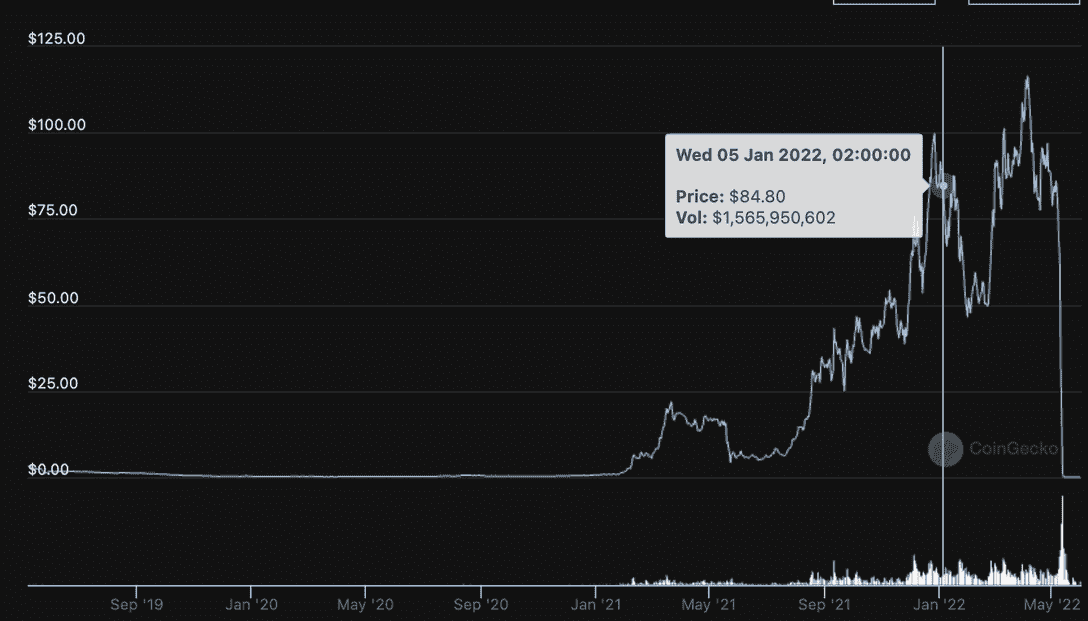 $125.00
$100.00
Wed 05 Jan 2022, 02:00:00
Price: $84.80
Vol: $1,565,950,602
$75.00
$50.00
$25.00
CoinGecko
$0.00
Sep '19
Jan '20
May '20
Sep '20
Jan '21
May '21
Sep '21
Jan '22
May '22